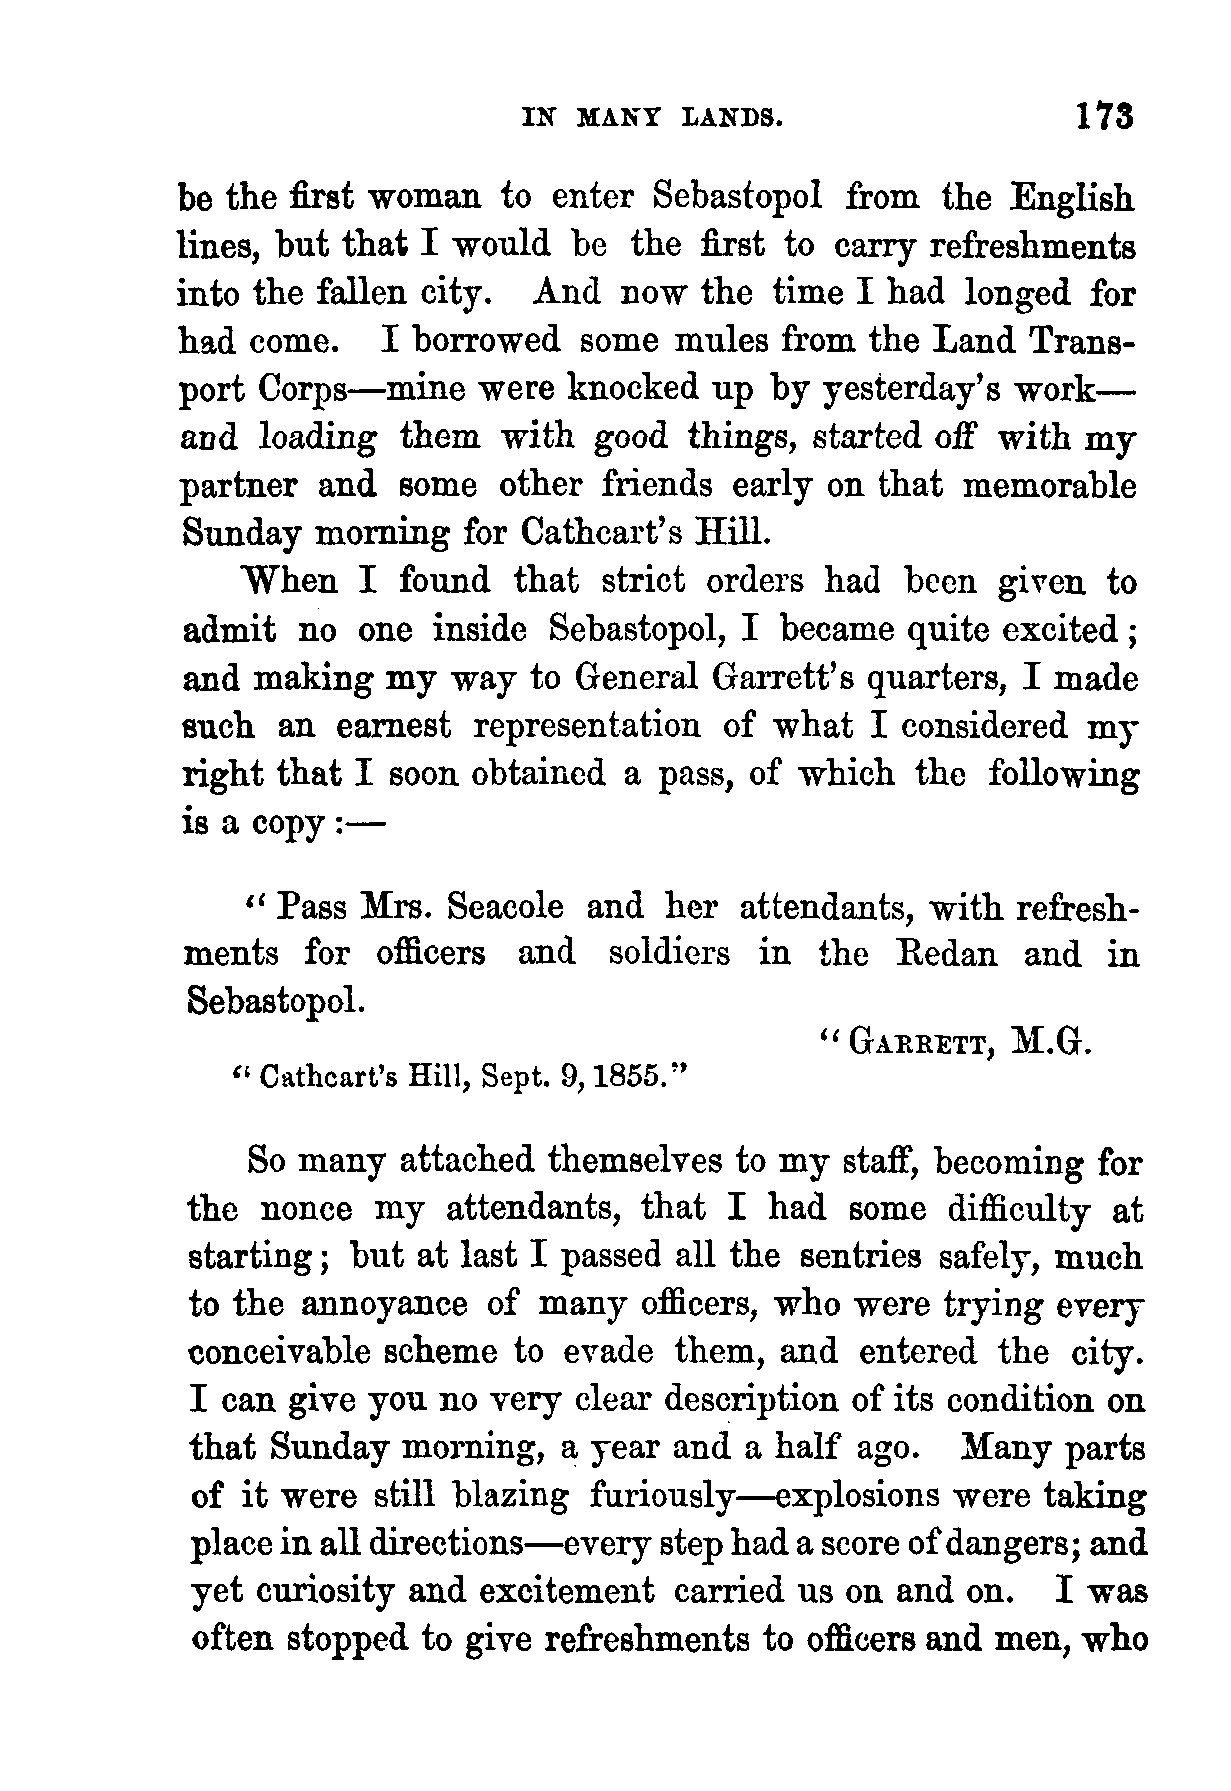 IN MANY LANDS. 173
be the first woman to enter Sebastopol from the English
lines, but that I would be the first to carry refreshments
into the fallen city. And now the time I had longed for
had come. I borrowed some mules from the Land Trans-
port Corps—mine were knocked up by yesterday's work—
and loading them with good things, started off with my
partner and some other friends early on that memorable
Sunday morning for Cathcart's Hill.
When I found that strict orders had been given to
admit no one inside Sebastopol, I became quite excited;
and making my way to General Garrett's quarters, I made
such an earnest representation of what I considered my
right that I soon obtained a pass, of which the following
is a copy:—
"Pass Mrs. Seacole and her attendants, with refresh-
ments for officers and soldiers in the Redan and in
Sebastopol.
"GARRETT, M.G.
"Cathcart's Hill, Sept. 9, 1855."
So many attached themselves to my staff, becoming for
the nonce my attendants, that I had some difficulty at
starting; but at last I passed all the sentries safely, much
to the annoyance of many officers, who were trying every
conceivable scheme to evade them, and entered the city.
I can give you no very clear description of its condition on
that Sunday morning, a year and a half ago. Many parts
of it were still blazing furiously—explosions were taking
place in all directions—every step had a score of dangers; and
yet curiosity and excitement carried us on and on. I was
often stopped to give refreshments to officers and men, who